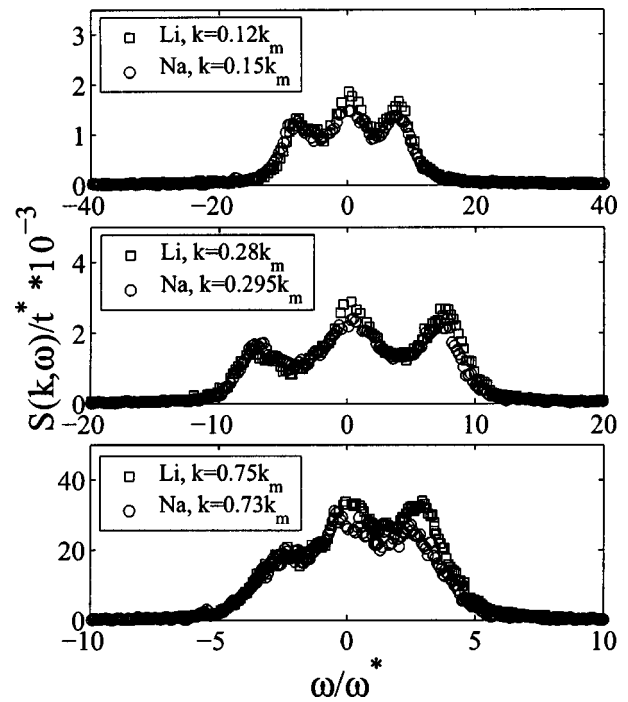 3
2
1
0
Li, k=0.12k_m
Na, k=0.15k_m
−40 −20 0 20 40
6
4
2
0
Li, k=0.28k_m
Na, k=0.295k_m
−20 −10 0 10 20
40
20
0
Li, k=0.75k_m
Na, k=0.73k_m
−10 −5 0 5 10
S(k,ω)/t* *10⁻³
ω/ω*